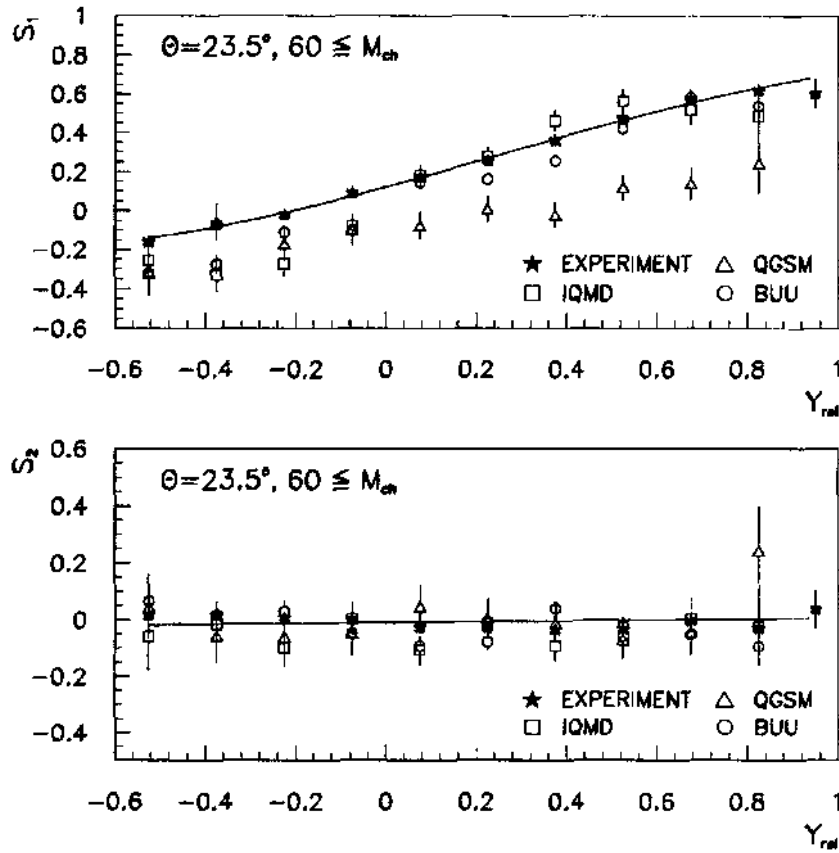 S₁
1
Θ=23.5°, 60 ≦ M_ch
0.8
0.6
0.4
0.2
0
−0.2
−0.4
−0.6
★ EXPERIMENT △ QGSM
□ IQMD ○ BUU
−0.6 −0.4 −0.2 0 0.2 0.4 0.6 0.8 1
Y_rel
S₂
0.6
Θ=23.5°, 60 ≦ M_ch
0.4
0.2
0
−0.2
−0.4
★ EXPERIMENT △ QGSM
□ IQMD ○ BUU
−0.6 −0.4 −0.2 0 0.2 0.4 0.6 0.8 1
Y_rel